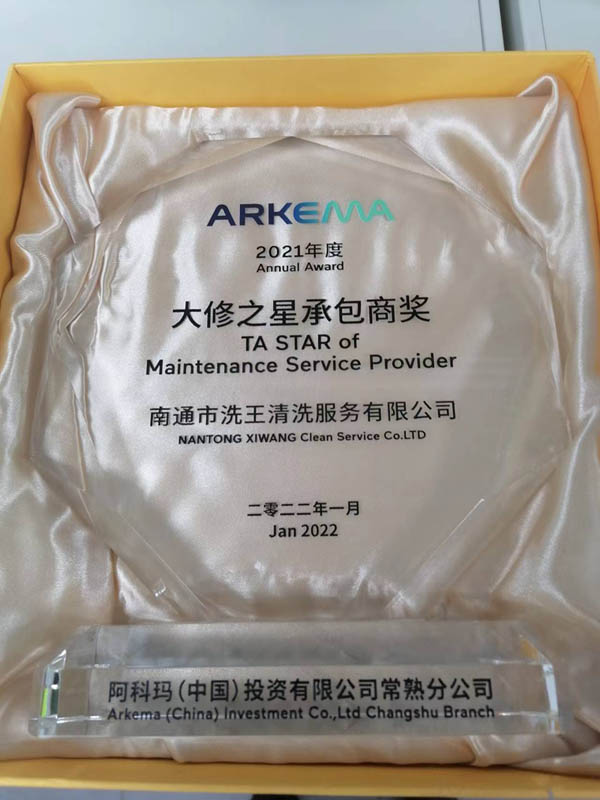 ARKEMA
2021年度
Annual Award
大修之星承包商奖
TA STAR of
Maintenance Service Provider
南通市洗王清洗服务有限公司
NANTONG XIWANG Clean Service Co.LTD
二零二二年一月
Jan 2022
阿科玛(中国)投资有限公司常熟分公司
Arkema (China) Investment Co.,Ltd Changshu Branch